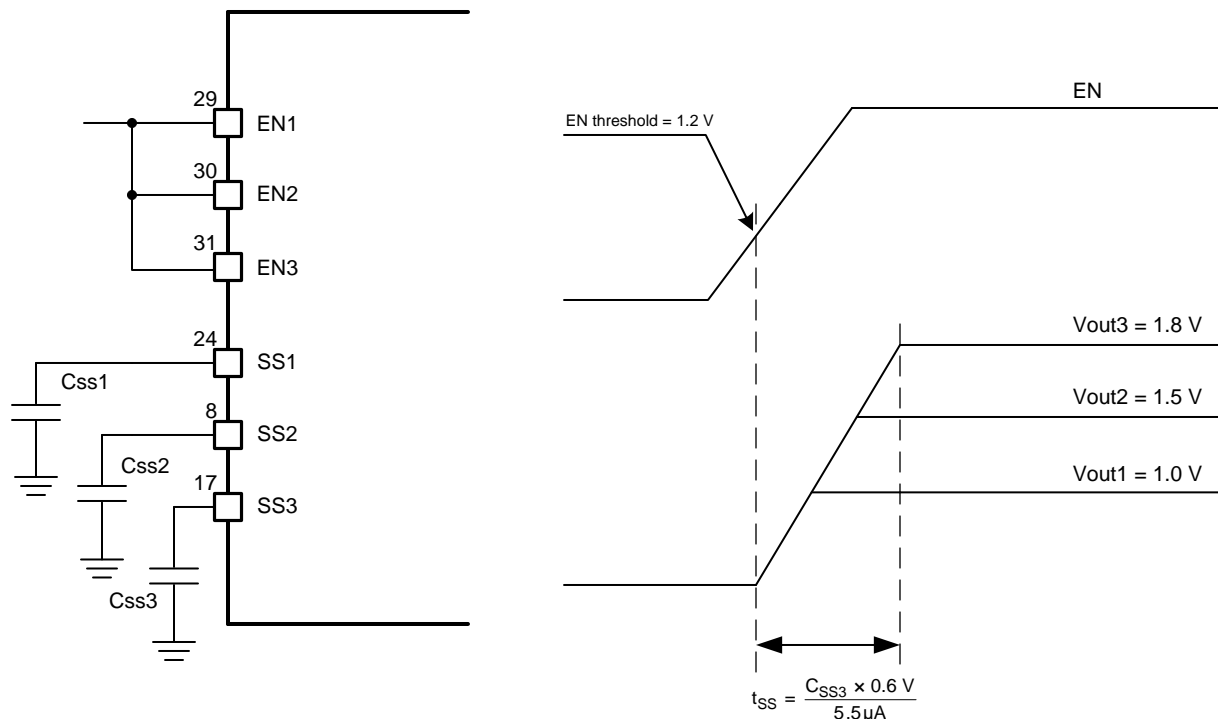 29
EN1
30
EN2
31
EN3
24
SS1
Css1
8
SS2
Css2
17
SS3
Css3
EN threshold = 1.2 V
EN
Vout3 = 1.8 V
Vout2 = 1.5 V
Vout1 = 1.0 V
tSS = CSS3 × 0.6 V
5.5µA